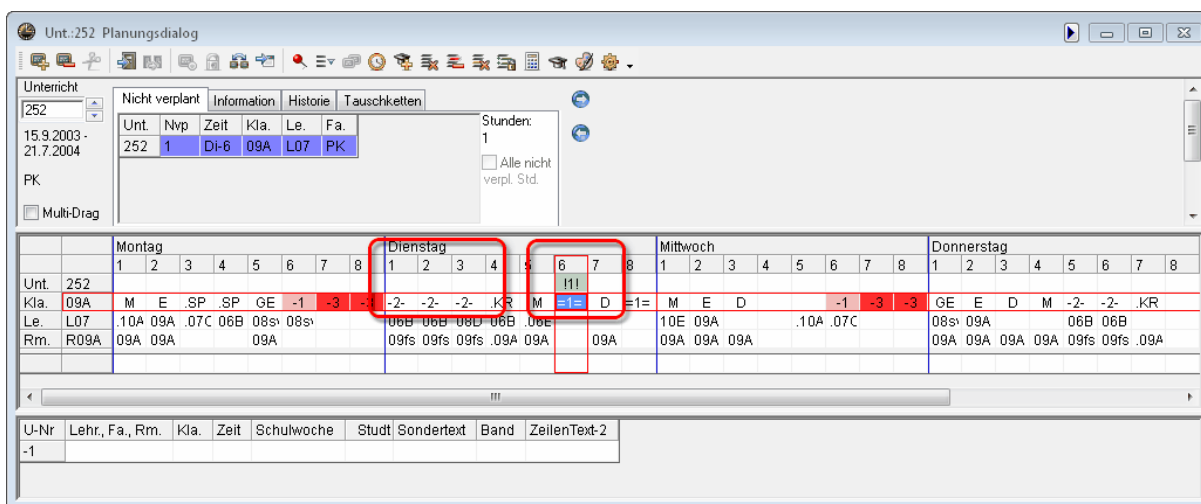 Unt.:252 Planungsdialog
Unterricht
252
15.9.2003 -
21.7.2004
PK
Multi-Drag
Nicht verplant Information Historie Tauschketten
Unt. Nvp Zeit Kla. Le. Fa.
252 1 Di-6 09A L07 PK
Stunden:
1
Alle nicht
verpl. Std.
Montag Dienstag Mittwoch Donnerstag
1 2 3 4 5 6 7 8 1 2 3 4 5 6 7 8 1 2 3 4 5 6 7 8 1 2 3 4 5 6 7 8
Unt. 252 !1!
Kla. 09A M E .SP .SP GE -1 -3 -3 -2- -2- -2- .KR M =1= D =1= M E D -1 -3 -3 GE E D M -2- -2- .KR
Le. L07 .10A 09A .07C 06B 08s 08s 06B 06B 08D 06B .06E 10E 09A .10A .07C 08s 09A 06B 06B
Rm. R09A 09A 09A 09A 09fs 09fs 09fs .09A 09A 09A 09A 09A 09A 09A 09A 09A 09A 09fs 09fs .09A
U-Nr Lehr., Fa., Rm. Kla. Zeit Schulwoche Studt Sondertext Band ZeilenText-2
-1